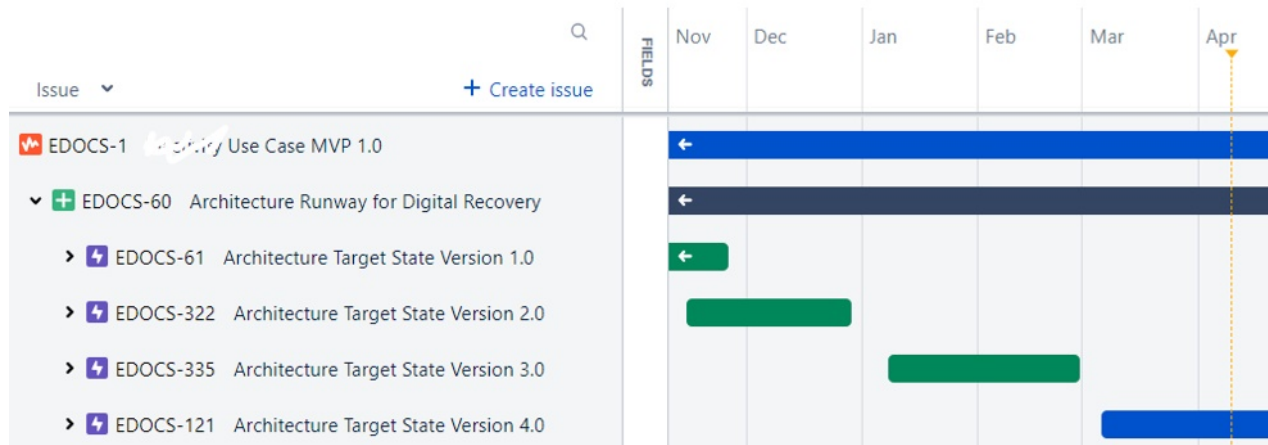 FIELDS
Nov Dec Jan Feb Mar Apr
Issue + Create issue
EDOCS-1 Use Case MVP 1.0
EDOCS-60 Architecture Runway for Digital Recovery
EDOCS-61 Architecture Target State Version 1.0
EDOCS-322 Architecture Target State Version 2.0
EDOCS-335 Architecture Target State Version 3.0
EDOCS-121 Architecture Target State Version 4.0